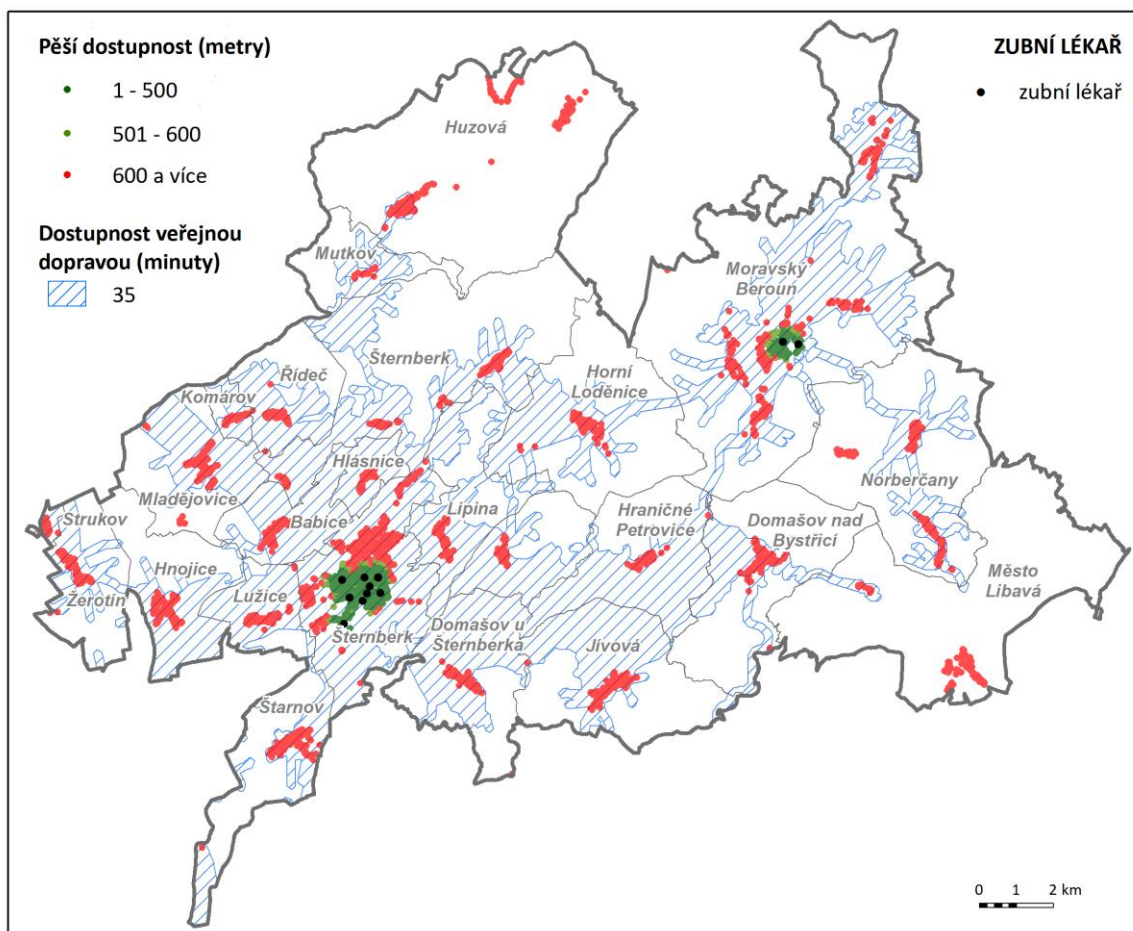 Pěší dostupnost (metry)
1 - 500
501 - 600
600 a více
Dostupnost veřejnou
dopravou (minuty)
35
ZUBNÍ LÉKAŘ
zubní lékař
Huzová
Mutkov
Moravský
Beroun
Šternberk
Řídeč
Komárov
Horní
Loděnice
Hlásnice
Mladějovice
Norberčany
Strukov
Babice
Lipina
Hraničné
Petrovice
Domašov nad
Bystřicí
Hnojice
Město
Libavá
Žerotín
Lužice
Šternberk
Domašov u
Šternberka
Jívová
Štarnov
0 1 2 km